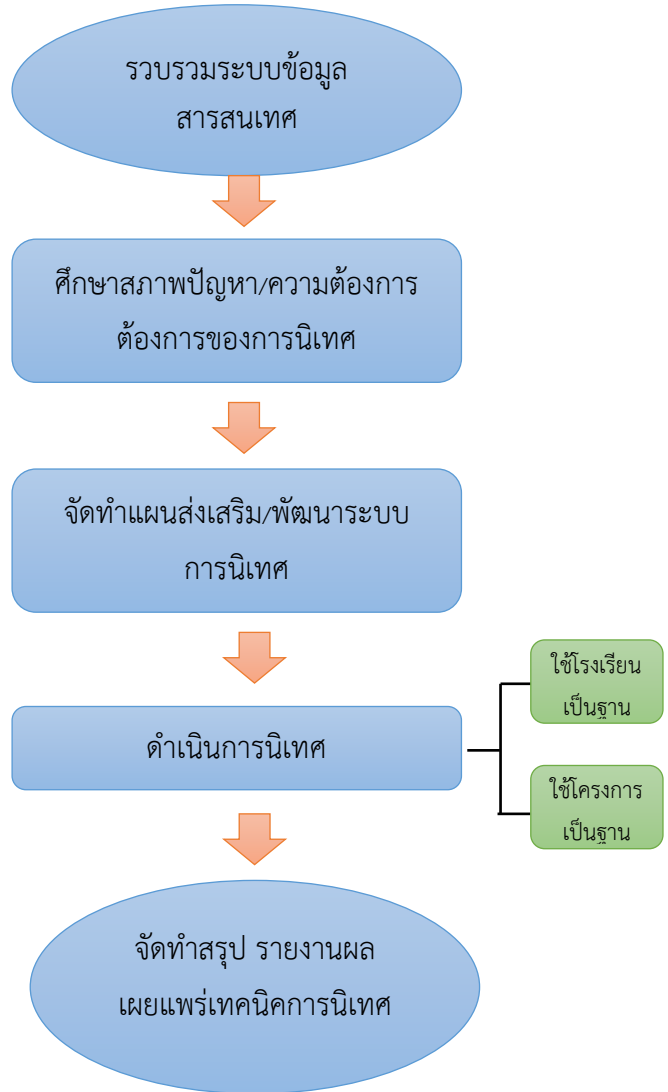 รวบรวมระบบข้อมูล
สารสนเทศ
ศึกษาสภาพปัญหา/ความต้องการ
ต้องการของการนิเทศ
จัดทำแผนส่งเสริม/พัฒนาระบบ
การนิเทศ
ดำเนินการนิเทศ
ใช้โรงเรียน
เป็นฐาน
ใช้โครงการ
เป็นฐาน
จัดทำสรุป รายงานผล
เผยแพร่เทคนิคการนิเทศ